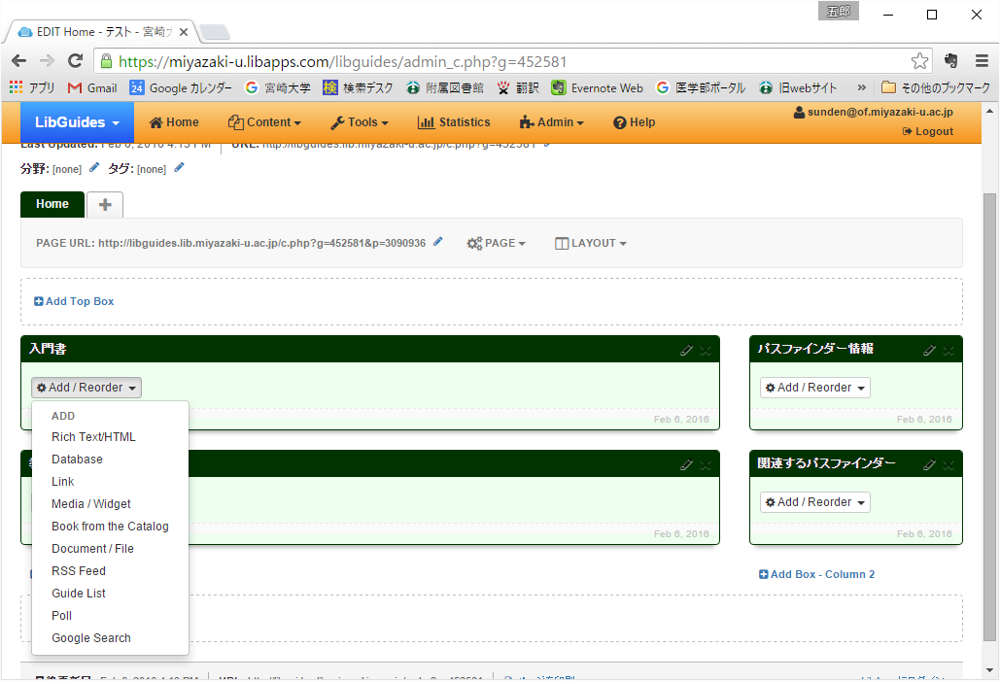 五郎
EDIT Home - テスト - 宮崎
https://miyazaki-u.libapps.com/libguides/admin_c.php?g=452581
アプリ Gmail 24 Google カレンダー 宮崎大学 検 検索デスク 附属図書館 翻訳 Evernote Web 医学部ポータル 旧webサイト » その他のブックマーク
LibGuides Home Content Tools Statistics Admin Help sunden@of.miyazaki-u.ac.jp
Logout
Last Updated: Feb 6, 2016 4:13 PM URL: http://libguides.lib.miyazaki-u.ac.jp/c.php?g=452581
分野: [none] タグ: [none]
Home +
PAGE URL: http://libguides.lib.miyazaki-u.ac.jp/c.php?g=452581&p=3090936 PAGE LAYOUT
Add Top Box
入門書
Add / Reorder
Feb 6, 2016
パスファインダー情報
Add / Reorder
Feb 6, 2016
ADD
Rich Text/HTML
Database
Link
Media / Widget
Book from the Catalog
Document / File
RSS Feed
Guide List
Poll
Google Search
Feb 6, 2016
関連するパスファインダー
Add / Reorder
Feb 6, 2016
Add Box - Column 2